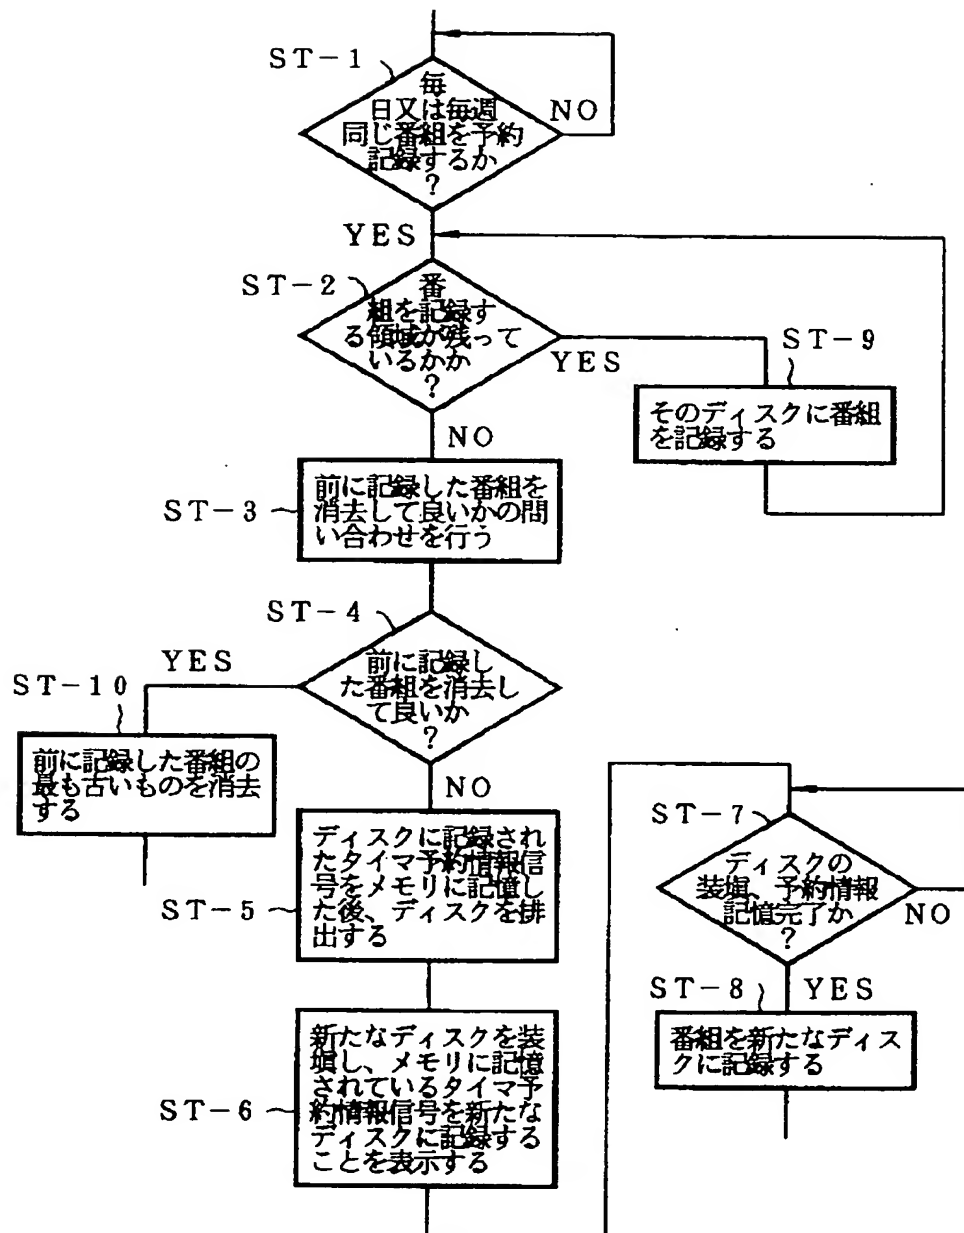 ST-1
毎
日又は毎週
同じ番組を予約
記録するか
?
NO
YES
ST-2
番
組を記録す
る領域が残って
いるかか
?
YES
ST-9
そのディスクに番組
を記録する
NO
ST-3
前に記録した番組を
消去して良いかの問
い合わせを行う
ST-4
前に記録し
た番組を消去し
て良いか
?
YES
ST-10
前に記録した番組の
最も古いものを消去
する
NO
ST-5
ディスクに記録され
たタイマ予約情報信
号をメモリに記憶し
た後、ディスクを排
出する
ST-6
新たなディスクを装
塡し、メモリに記憶
されているタイマ予
約情報信号を新たな
ディスクに記録する
ことを表示する
ST-7
ディスクの
装塡、予約情報
記憶完了か
?
NO
YES
ST-8
番組を新たなディス
クに記録する